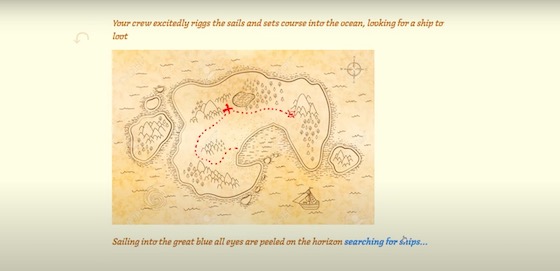 Your crew excitedly riggs the sails and sets course into the ocean, looking for a ship to
loot
Sailing into the great blue all eyes are peeled on the horizon searching for ships...